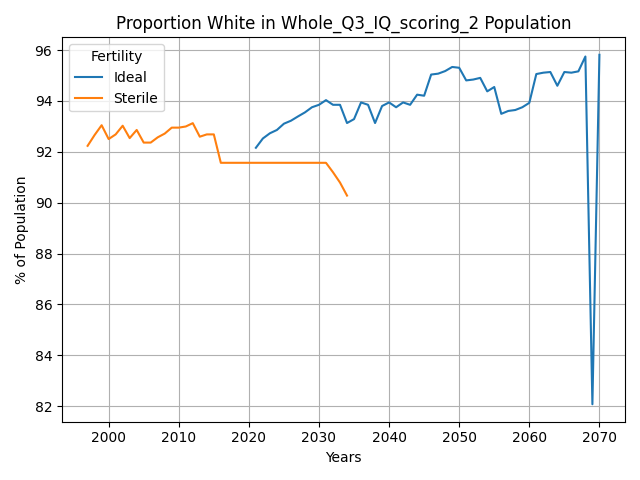 Proportion White in Whole_Q3_IQ_scoring_2 Population
Fertility
Ideal
Sterile
96
94
92
90
88
86
84
82
% of Population
2000
2010
2020
2030
2040
2050
2060
2070
Years